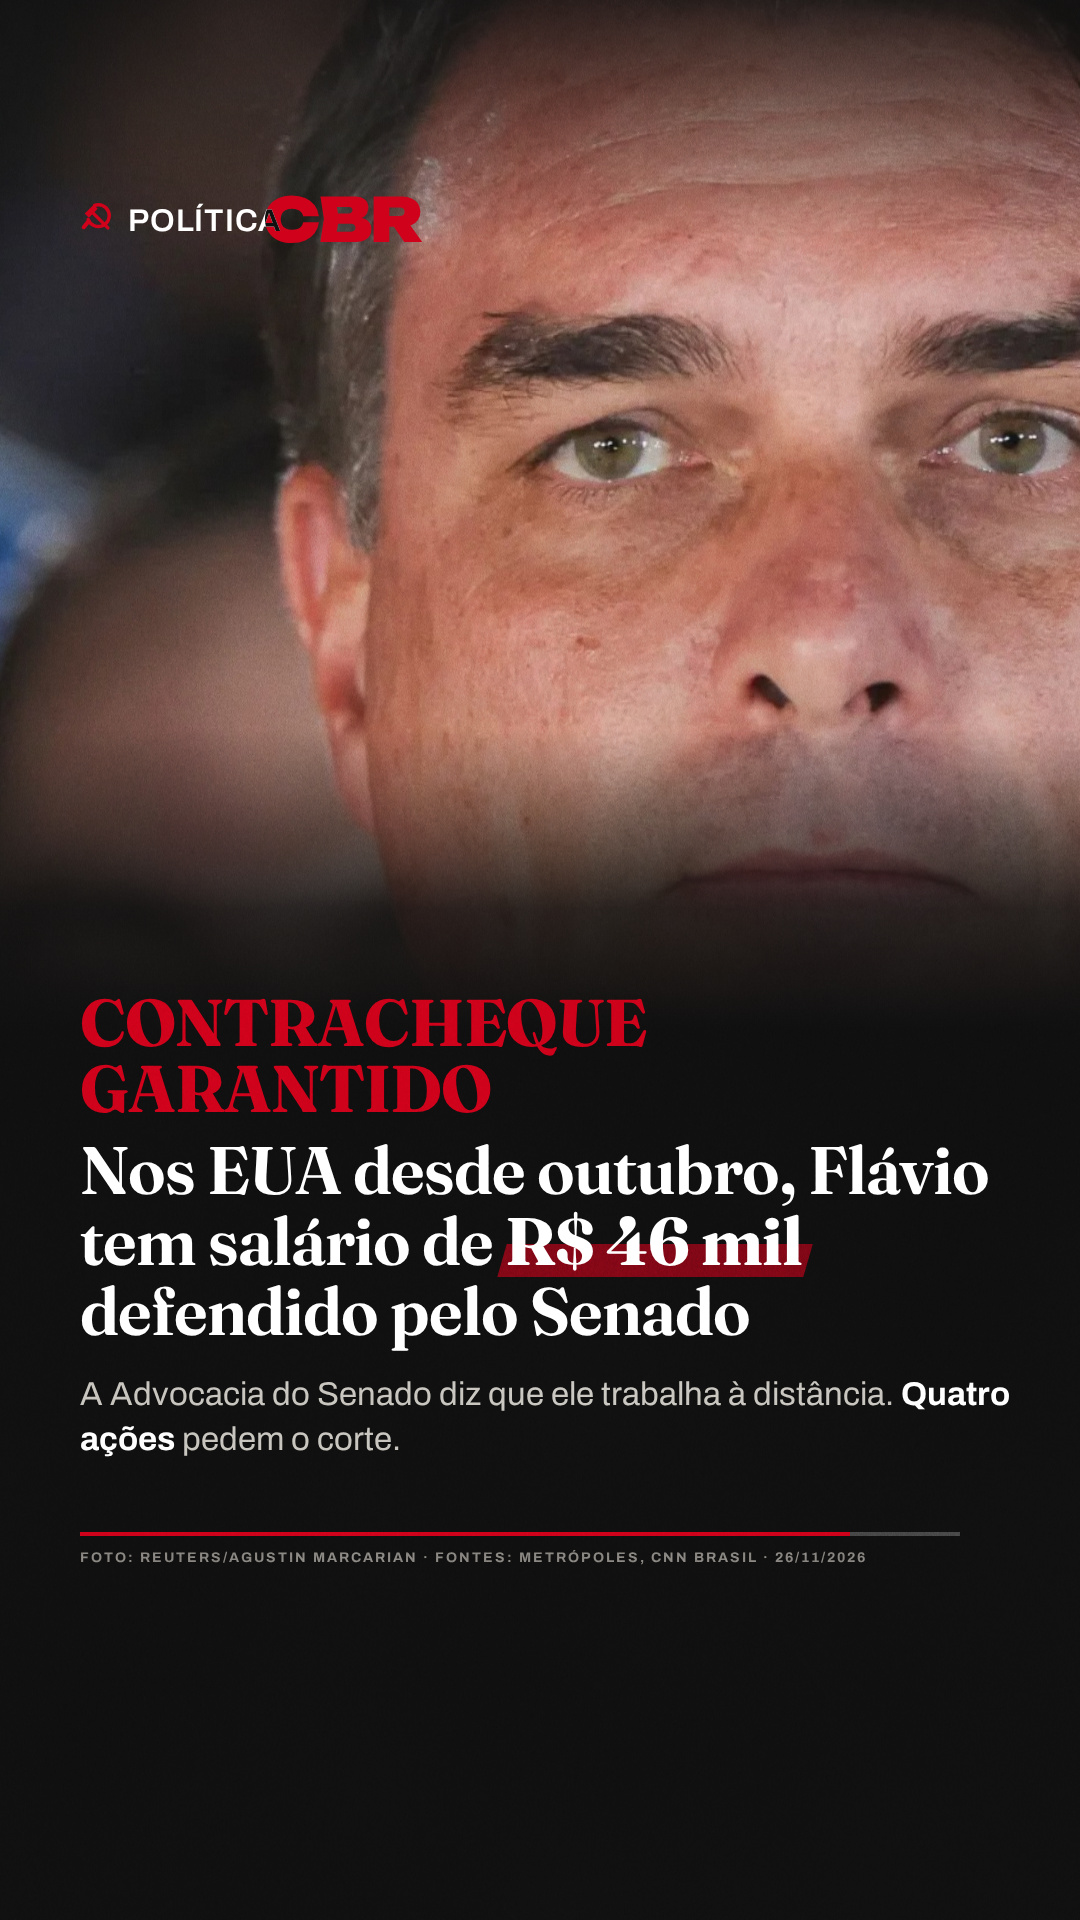 POLÍTICA CBR
CONTRACHEQUE
GARANTIDO
Nos EUA desde outubro, Flávio
tem salário de R$ 46 mil
defendido pelo Senado
A Advocacia do Senado diz que ele trabalha à distância. Quatro
ações pedem o corte.
FOTO: REUTERS/AGUSTIN MARCARIAN · FONTES: METRÓPOLES, CNN BRASIL · 26/11/2026